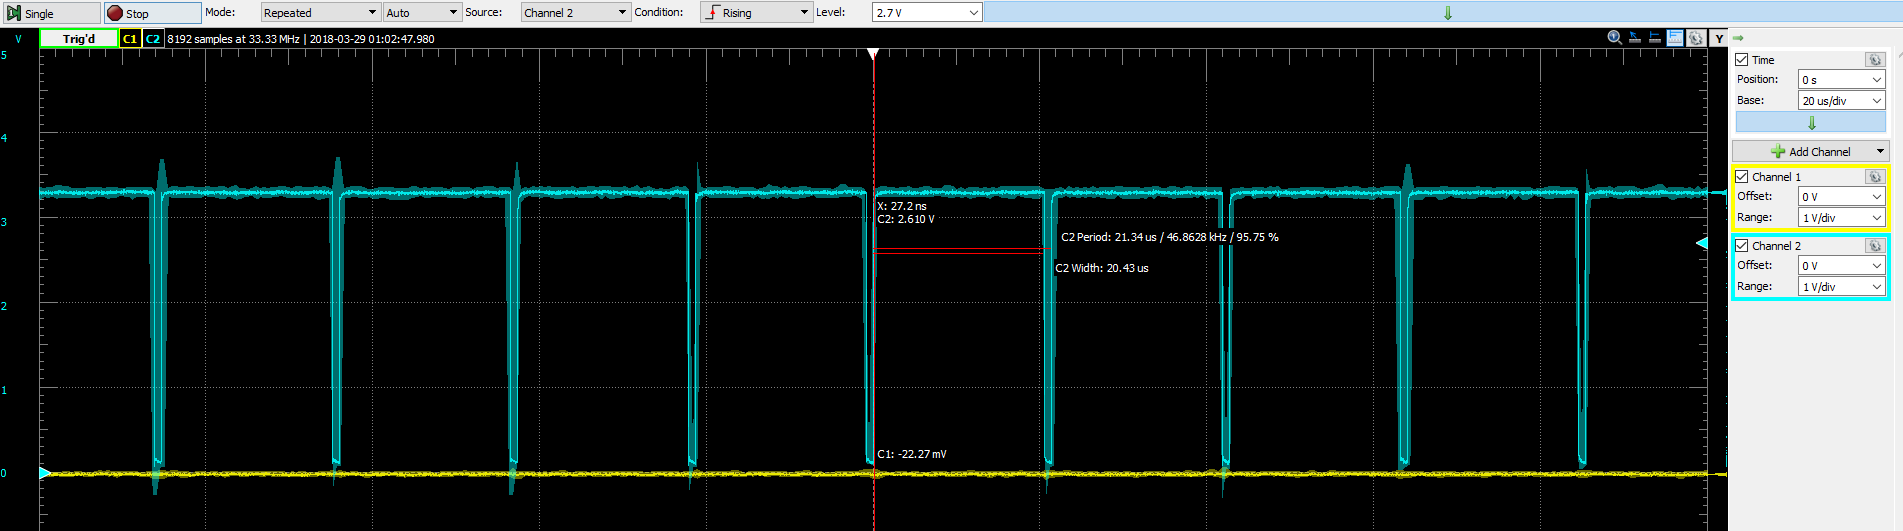 Single Stop Mode: Repeated Auto Source: Channel 2 Condition: Rising Level: 2.7 V
V Trig'd C1 C2 8192 samples at 33.33 MHz | 2018-03-29 01:02:47.980 Y
5
4
3
2
1
0
X: 27.2 ns
C2: 2.610 V
C2 Period: 21.34 us / 46.8628 kHz / 95.75 %
C2 Width: 20.43 us
C1: -22.27 mV
Time
Position: 0 s
Base: 20 us/div
Add Channel
Channel 1
Offset: 0 V
Range: 1 V/div
Channel 2
Offset: 0 V
Range: 1 V/div